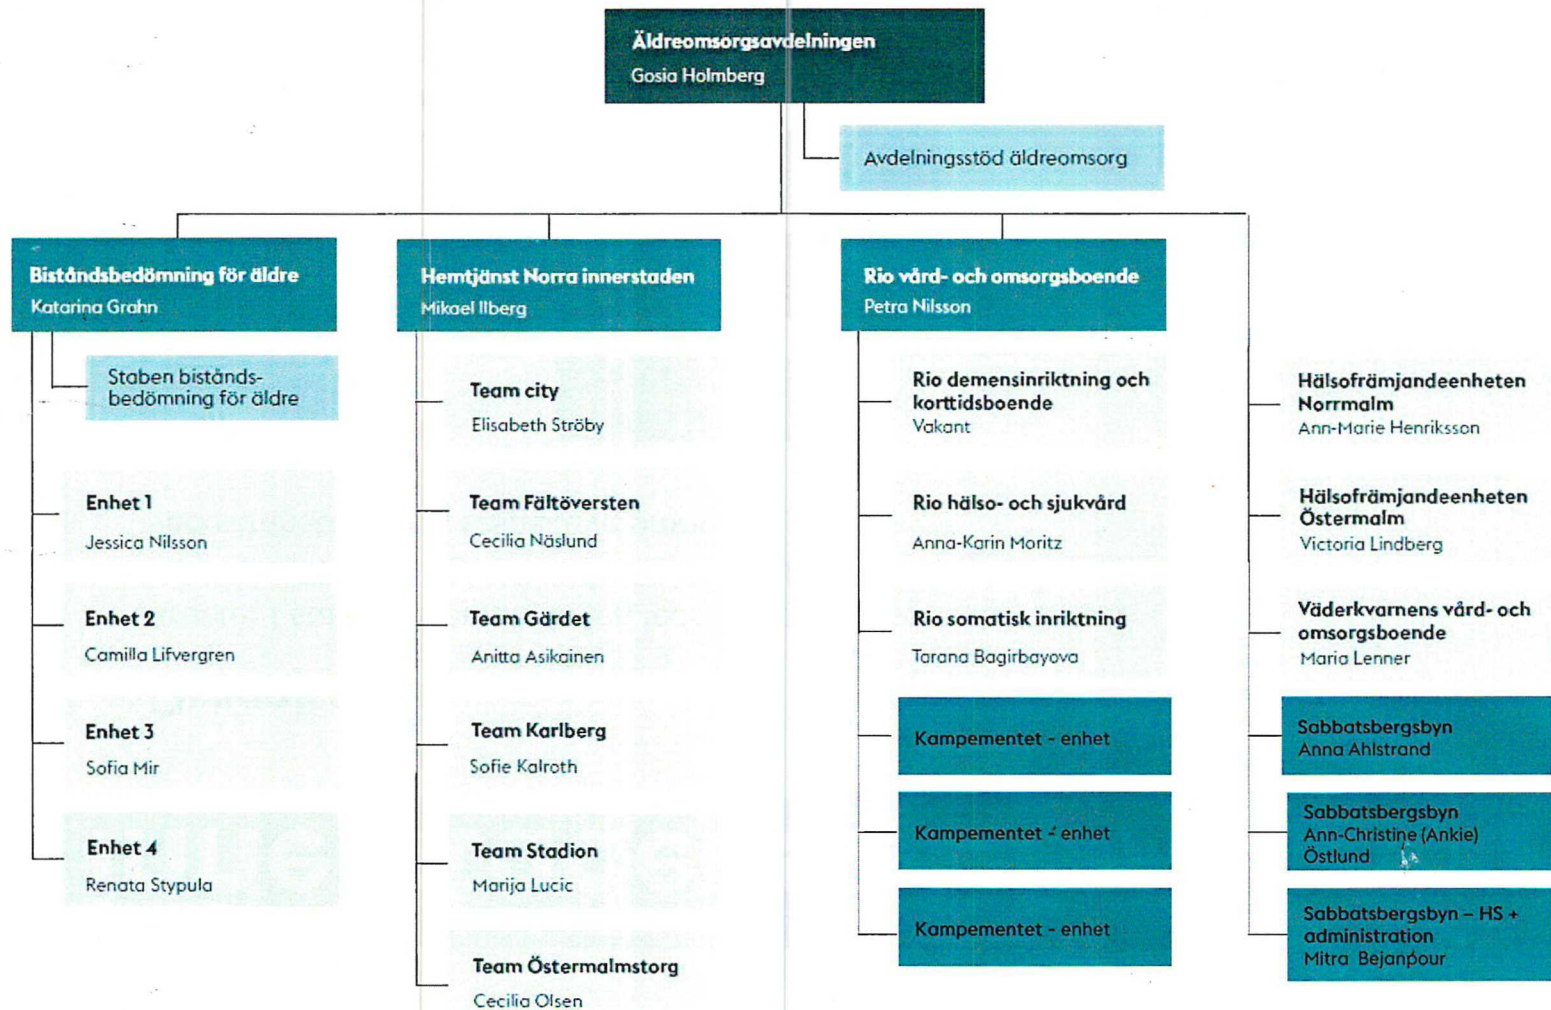 Äldreomsorgsavdelningen
Gosia Holmberg
Avdelningsstöd äldreomsorg
Biståndsbedömning för äldre
Katarina Grahn
Staben bistånds-
bedömning för äldre
Enhet 1
Jessica Nilsson
Enhet 2
Camilla Lifvergren
Enhet 3
Sofia Mir
Enhet 4
Renata Stypula
Hemtjänst Norra innerstaden
Mikael Ilberg
Team city
Elisabeth Ströby
Team Fältöversten
Cecilia Näslund
Team Gärdet
Anitta Asikainen
Team Karlberg
Sofie Kalroth
Team Stadion
Marija Lucic
Team Östermalmstorg
Cecilia Olsen
Rio vård- och omsorgsboende
Petra Nilsson
Rio demensinriktning och
korttidsboende
Vakant
Rio hälso- och sjukvård
Anna-Karin Moritz
Rio somatisk inriktning
Tarana Bagirbayova
Kampementet - enhet
Kampementet - enhet
Kampementet - enhet
Hälsofrämjandeenheten
Norrmalm
Ann-Marie Henriksson
Hälsofrämjandeenheten
Östermalm
Victoria Lindberg
Väderkvarnens vård- och
omsorgsboende
Maria Lenner
Sabbatsbergsbyn
Anna Ahlstrand
Sabbatsbergsbyn
Ann-Christine (Ankie)
Östlund
Sabbatsbergsbyn – HS +
administration
Mitra Bejanpour